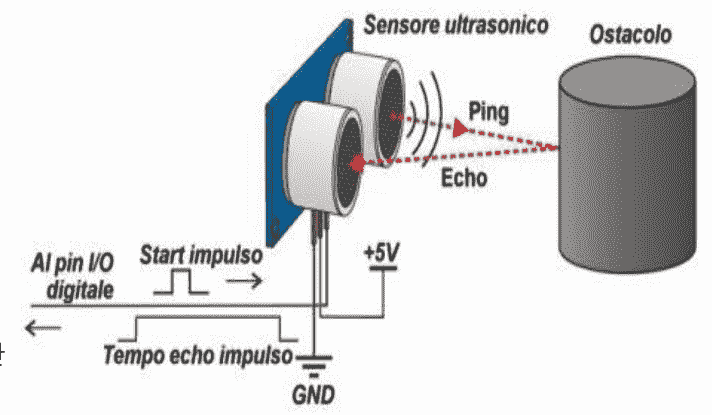 Sensore ultrasonico
Ostacolo
Ping
Echo
Start impulso
+5V
Al pin I/O
digitale
Tempo echo impulso
GND